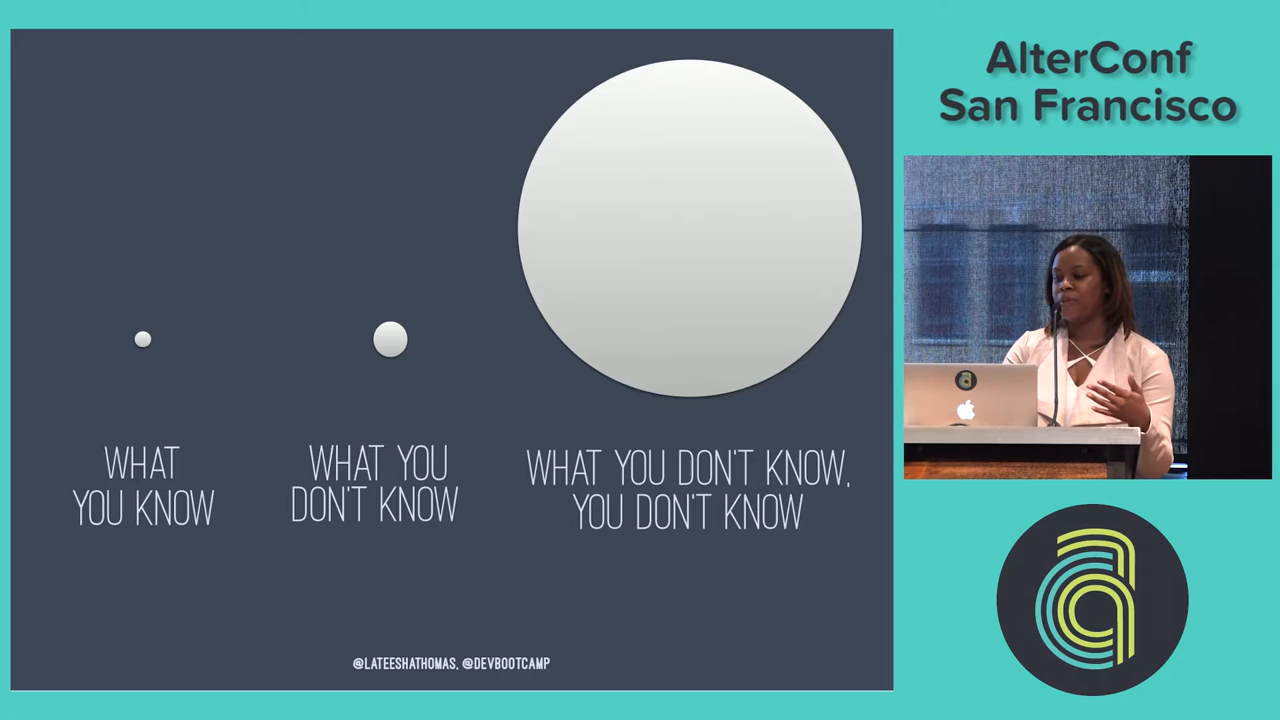 AlterConf
San Francisco
WHAT
YOU KNOW
WHAT YOU
DON'T KNOW
WHAT YOU DON'T KNOW,
YOU DON'T KNOW
@LATEESHATHOMAS, @DEVBOOTCAMP